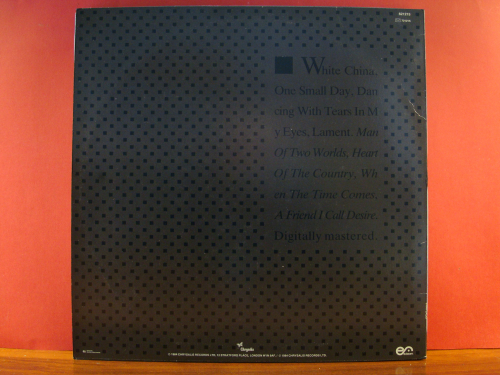 White China,
One Small Day, Dan
cing With Tears In M
y Eyes, Lament. Man
Of Two Worlds, Heart
Of The Country, Wh
en The Time Comes,
A Friend I Call Desire.
Digitally mastered.
Chrysalis